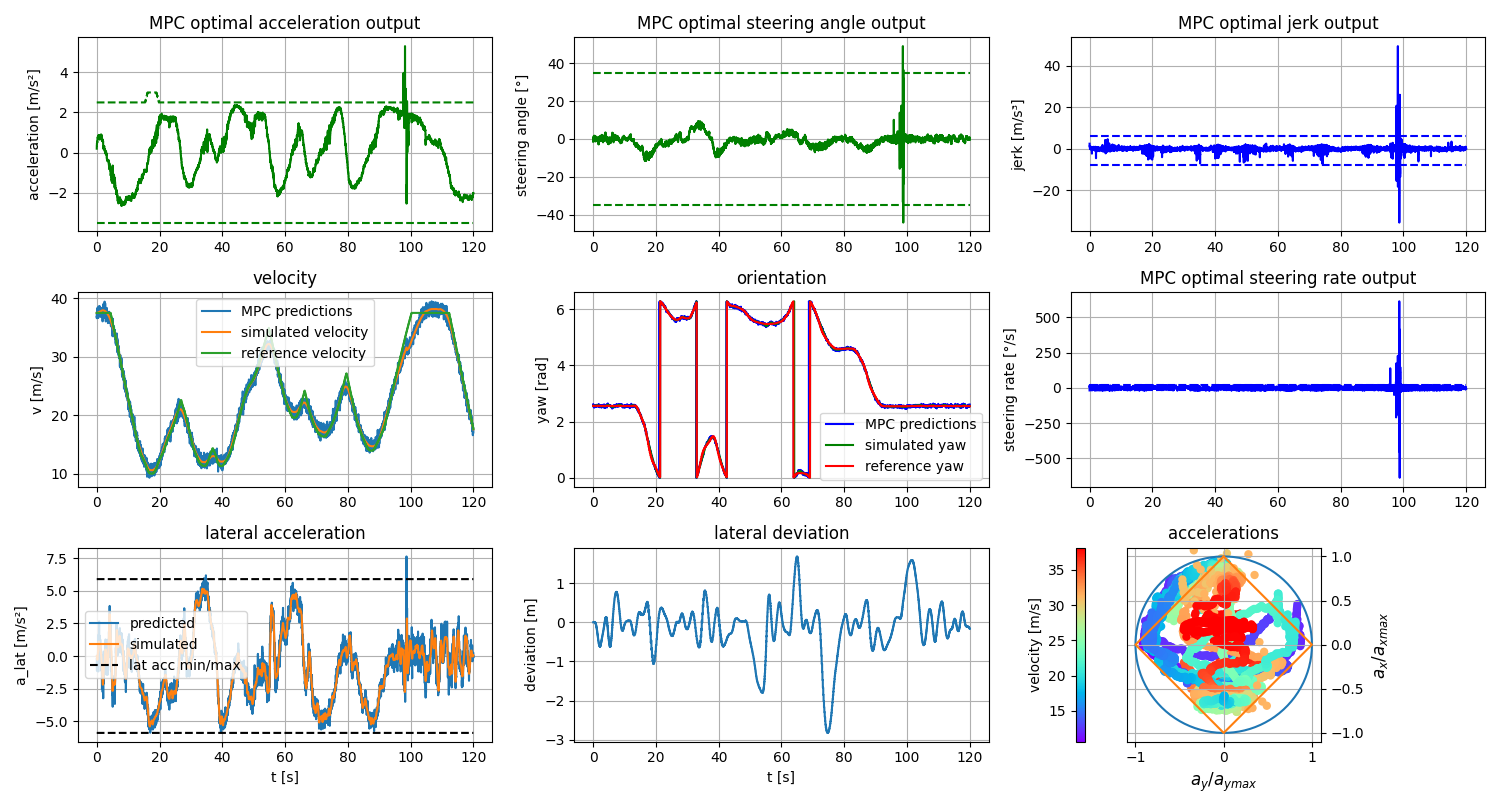 MPC optimal acceleration output
acceleration [m/s²]
4
2
0
−2
0 20 40 60 80 100 120
MPC optimal steering angle output
steering angle [°]
40
20
0
−20
−40
0 20 40 60 80 100 120
MPC optimal jerk output
jerk [m/s³]
40
20
0
−20
0 20 40 60 80 100 120
velocity
v [m/s]
40
30
20
10
MPC predictions
simulated velocity
reference velocity
0 20 40 60 80 100 120
orientation
yaw [rad]
6
4
2
0
MPC predictions
simulated yaw
reference yaw
0 20 40 60 80 100 120
MPC optimal steering rate output
steering rate [°/s]
500
250
0
−250
−500
0 20 40 60 80 100 120
lateral acceleration
a_lat [m/s²]
7.5
5.0
2.5
0.0
−2.5
−5.0
predicted
simulated
lat acc min/max
0 20 40 60 80 100 120
t [s]
lateral deviation
deviation [m]
1
0
−1
−2
−3
0 20 40 60 80 100 120
t [s]
accelerations
velocity [m/s]
35
30
25
20
15
1.0
0.5
0.0
−0.5
−1.0
a_x/a_xmax
−1 0 1
a_y/a_ymax